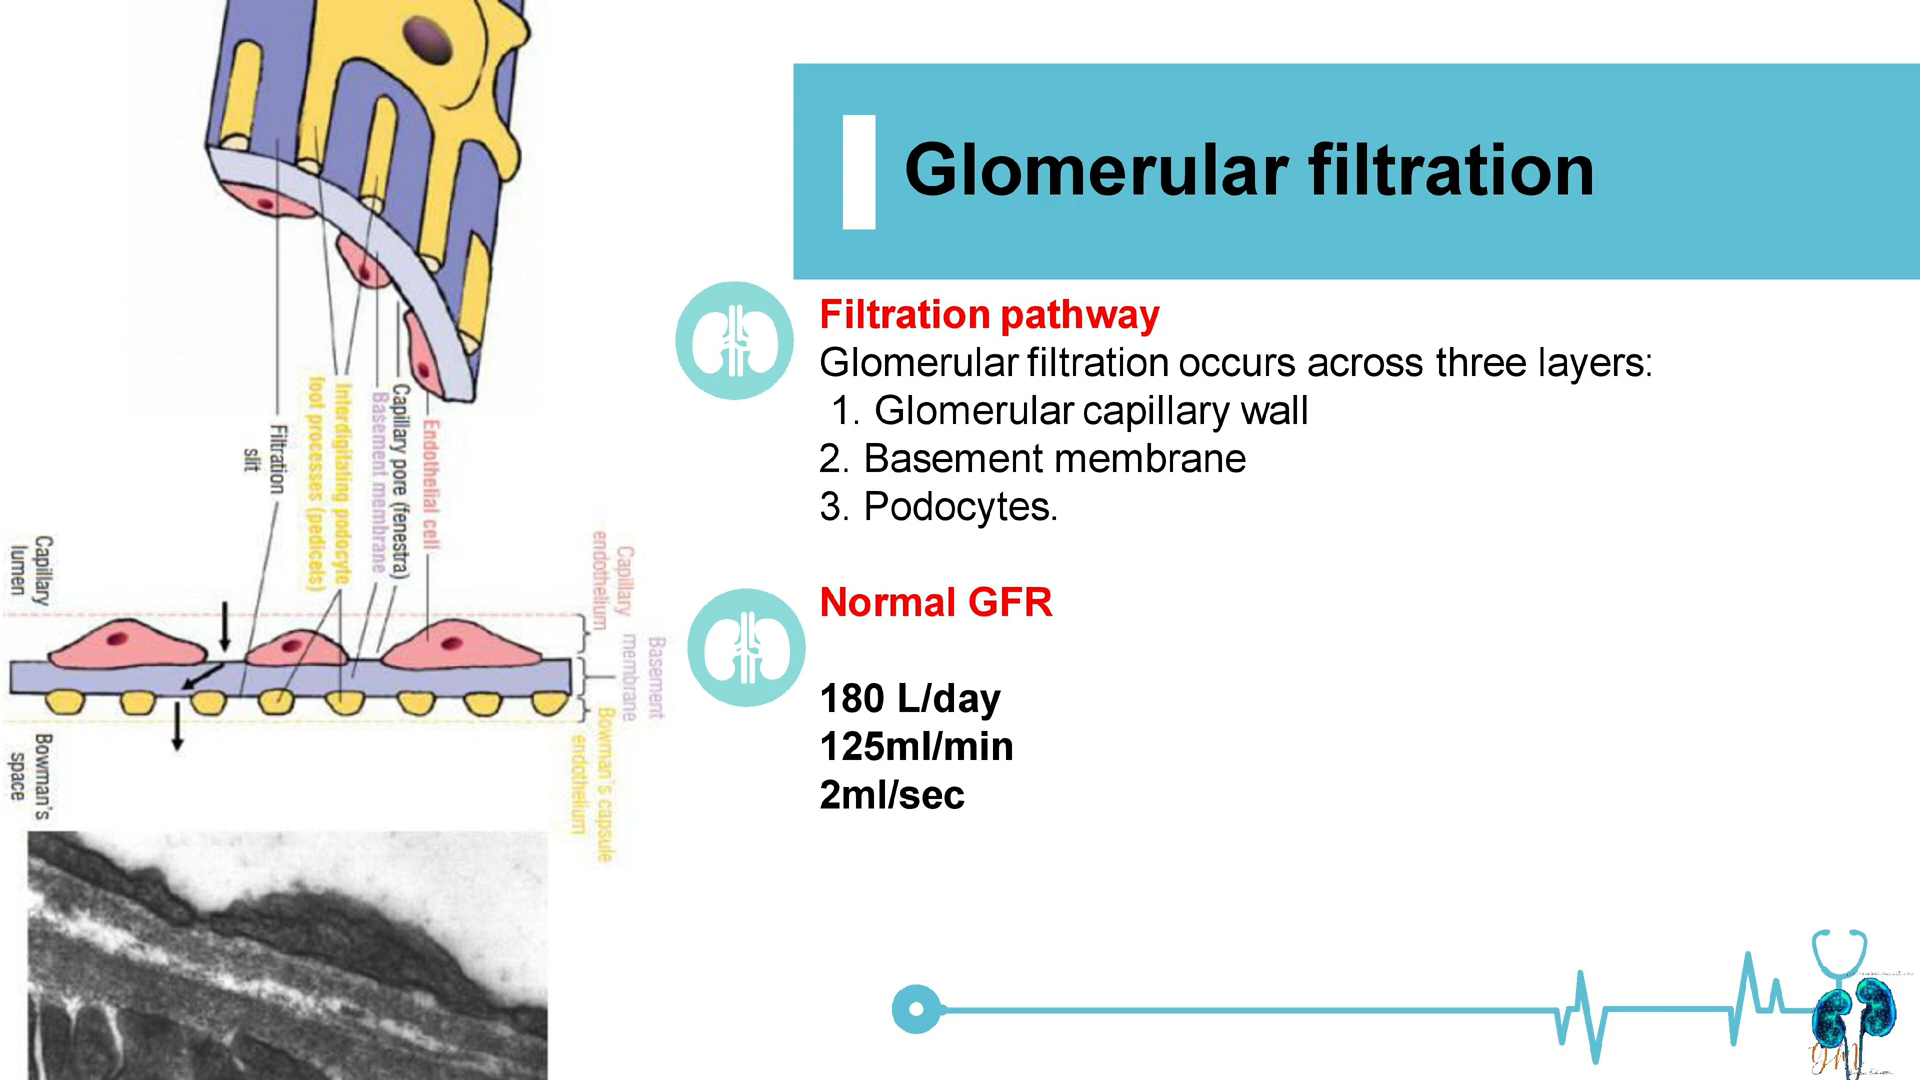 Glomerular filtration
Filtration pathway
Glomerular filtration occurs across three layers:
1. Glomerular capillary wall
2. Basement membrane
3. Podocytes.
Normal GFR
180 L/day
125ml/min
2ml/sec
Endothelial cell
Capillary pore (fenestra)
Basement membrane
Interdigitating podocyte
foot processes (pedicels)
Filtration
slit
Capillary
lumen
Capillary
endothelium
Basement
membrane
Bowman's capsule
endothelium
Bowman's
space